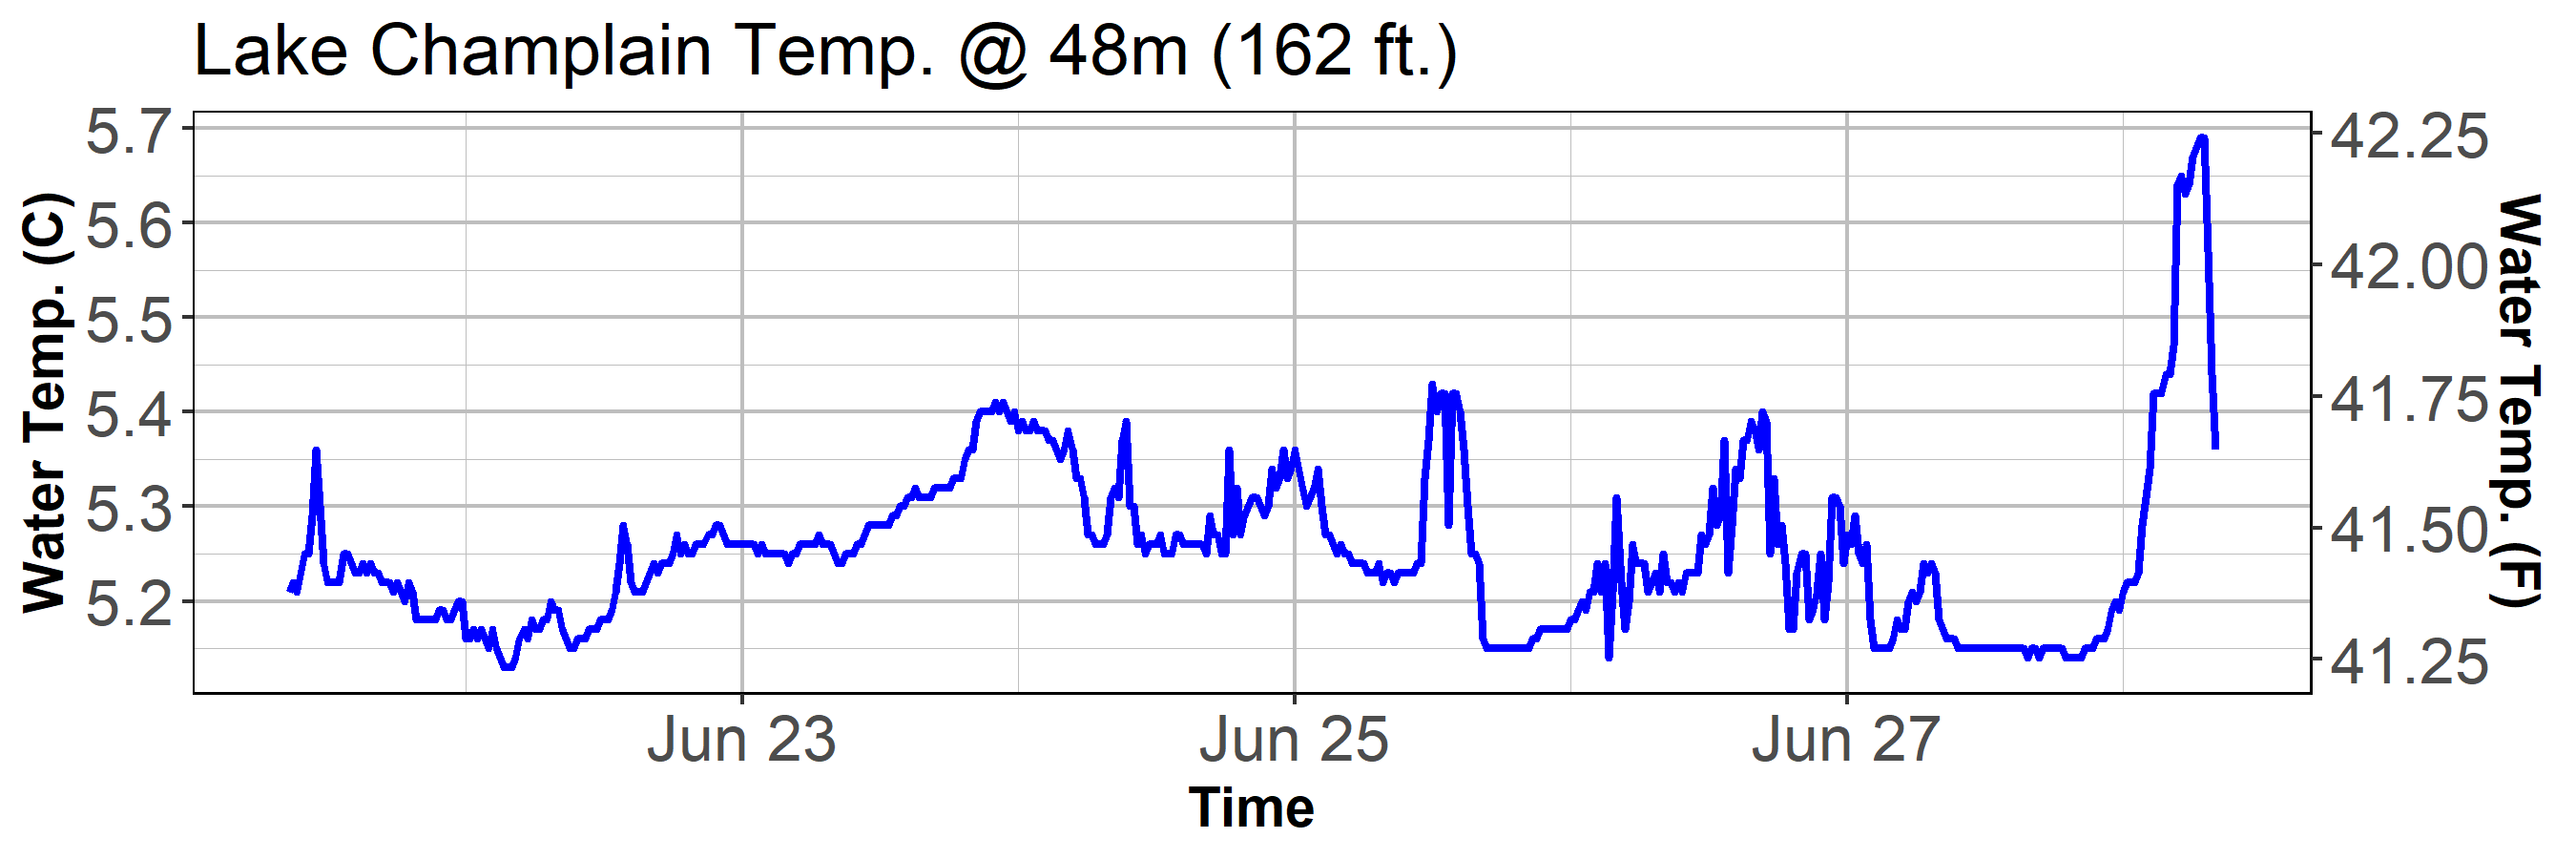 Lake Champlain Temp. @ 48m (162 ft.)
Water Temp. (C)
5.7
5.6
5.5
5.4
5.3
5.2
42.25
42.00
41.75
41.50
41.25
Water Temp. (F)
Jun 23 Jun 25 Jun 27
Time